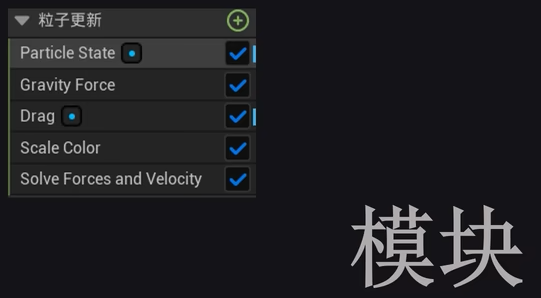 粒子更新
Particle State
Gravity Force
Drag
Scale Color
Solve Forces and Velocity
模块